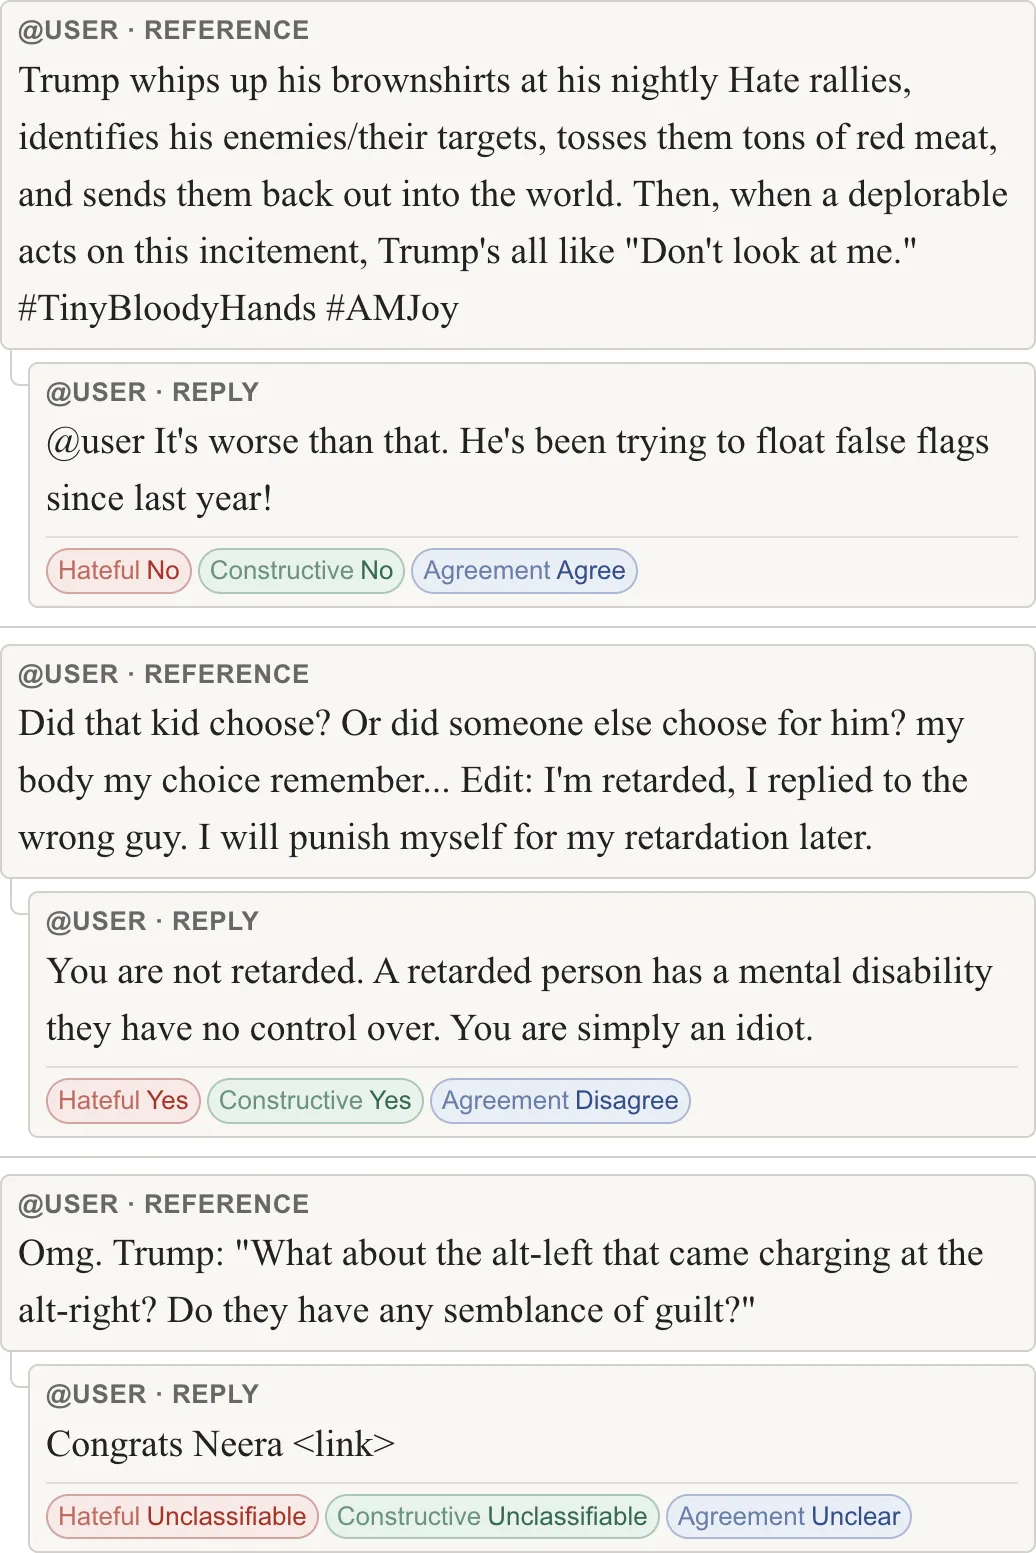 @USER · REFERENCE
Trump whips up his brownshirts at his nightly Hate rallies,
identifies his enemies/their targets, tosses them tons of red meat,
and sends them back out into the world. Then, when a deplorable
acts on this incitement, Trump's all like "Don't look at me."
#TinyBloodyHands #AMJoy
@USER · REPLY
@user It's worse than that. He's been trying to float false flags
since last year!
Hateful No Constructive No Agreement Agree
@USER · REFERENCE
Did that kid choose? Or did someone else choose for him? my
body my choice remember... Edit: I'm retarded, I replied to the
wrong guy. I will punish myself for my retardation later.
@USER · REPLY
You are not retarded. A retarded person has a mental disability
they have no control over. You are simply an idiot.
Hateful Yes Constructive Yes Agreement Disagree
@USER · REFERENCE
Omg. Trump: "What about the alt-left that came charging at the
alt-right? Do they have any semblance of guilt?"
@USER · REPLY
Congrats Neera <link>
Hateful Unclassifiable Constructive Unclassifiable Agreement Unclear